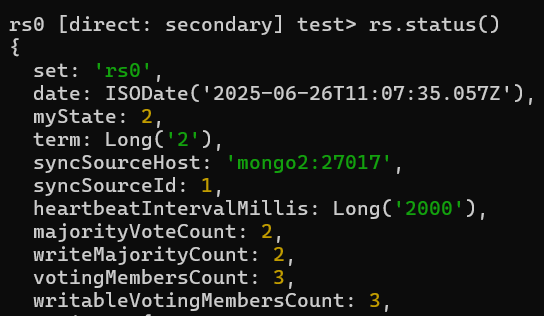 rs0 [direct: secondary] test> rs.status()
{
  set: 'rs0',
  date: ISODate('2025-06-26T11:07:35.057Z'),
  myState: 2,
  term: Long('2'),
  syncSourceHost: 'mongo2:27017',
  syncSourceId: 1,
  heartbeatIntervalMillis: Long('2000'),
  majorityVoteCount: 2,
  writeMajorityCount: 2,
  votingMembersCount: 3,
  writableVotingMembersCount: 3,